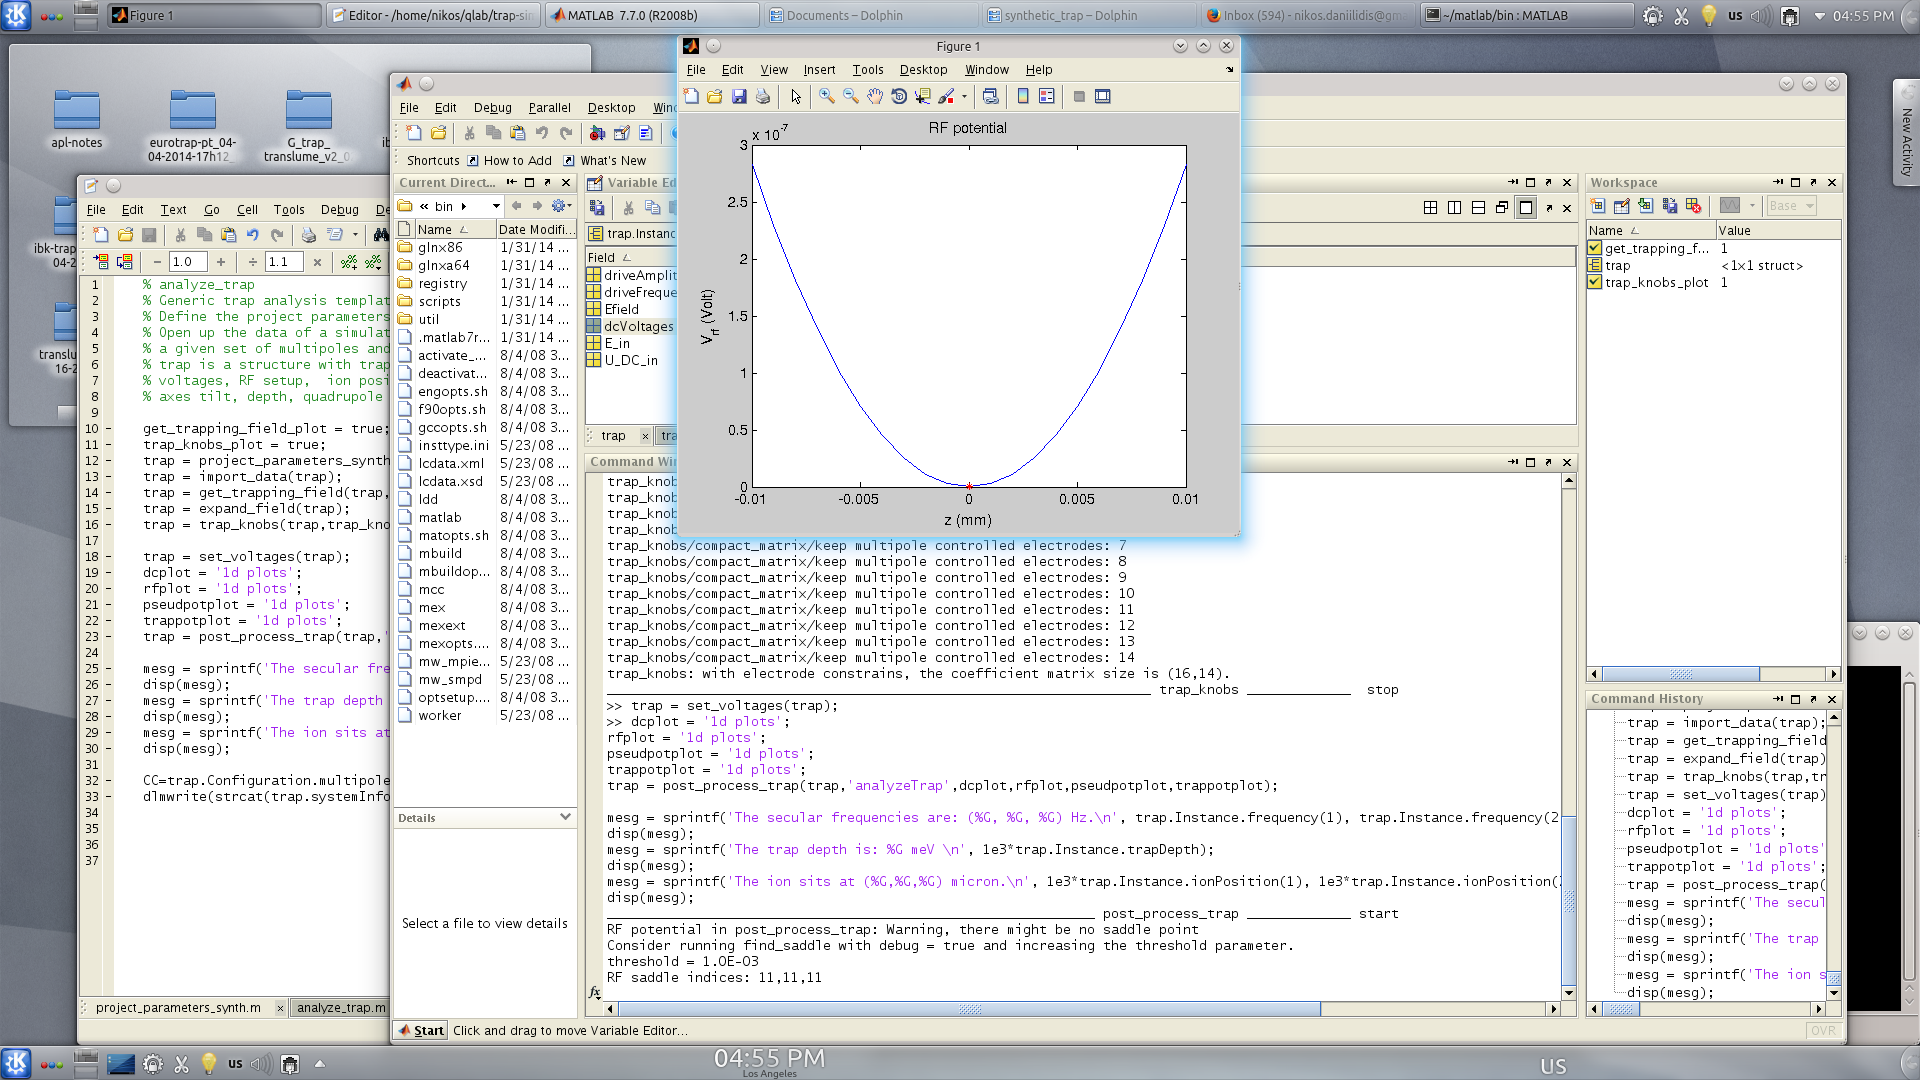 Figure 1
Editor - /home/nikos/qlab/trap-sin
MATLAB 7.7.0 (R2008b)
Documents – Dolphin
synthetic_trap – Dolphin
Inbox (594) - nikos.daniilidis@gm
~/matlab/bin : MATLAB
us
04:55 PM
New Activity
apl-notes
eurotrap-pt_04-
04-2014-17h12_
G_trap_
translume_v2_0
ibk-trap
04-2
translu
16-2
File Edit Text Go Cell Tools Debug De
1.0
1.1
1 % analyze_trap
2 % Generic trap analysis templat
3 % Define the project parameters
4 % Open up the data of a simulat
5 % a given set of multipoles and
6 % trap is a structure with trap
7 % voltages, RF setup, ion posi
8 % axes tilt, depth, quadrupole
9
10 get_trapping_field_plot = true;
11 trap_knobs_plot = true;
12 trap = project_parameters_synth
13 trap = import_data(trap);
14 trap = get_trapping_field(trap,
15 trap = expand_field(trap);
16 trap = trap_knobs(trap,trap_kno
17
18 trap = set_voltages(trap);
19 dcplot = '1d plots';
20 rfplot = '1d plots';
21 pseudpotplot = '1d plots';
22 trappotplot = '1d plots';
23 trap = post_process_trap(trap,'
24
25 mesg = sprintf('The secular fre
26 disp(mesg);
27 mesg = sprintf('The trap depth
28 disp(mesg);
29 mesg = sprintf('The ion sits at
30 disp(mesg);
31
32 CC=trap.Configuration.multipole
33 dlmwrite(strcat(trap.systemInfo
34
35
36
37
project_parameters_synth.m
analyze_trap.m
File Edit Debug Parallel Desktop Win
Shortcuts How to Add What's New
Current Direc...
« bin
Name
Date Modifi...
glnx86 1/31/14 ...
glnxa64 1/31/14 ...
registry 1/31/14 ...
scripts 1/31/14 ...
util 1/31/14 ...
.matlab7r... 1/31/14 ...
activate_... 8/4/08 3...
deactivat... 8/4/08 3...
engopts.sh 8/4/08 3...
f90opts.sh 8/4/08 3...
gccopts.sh 8/4/08 3...
insttype.ini 5/23/08 ...
lcdata.xml 5/23/08 ...
lcdata.xsd 5/23/08 ...
ldd 8/4/08 3...
matlab 8/4/08 3...
matopts.sh 8/4/08 3...
mbuild 8/4/08 3...
mbuildop... 8/4/08 3...
mcc 8/4/08 3...
mex 8/4/08 3...
mexext 8/4/08 3...
mexopts.... 8/4/08 3...
mw_mpie... 5/23/08 ...
mw_smpd 5/23/08 ...
optsetup.... 8/4/08 3...
worker 5/23/08 ...
Details
Select a file to view details
Start
Click and drag to move Variable Editor...
OVR
Variable Ed
trap.Instanc
Field
driveAmplit
driveFreque
Efield
dcVoltages
E_in
U_DC_in
trap
tra
Figure 1
File Edit View Insert Tools Desktop Window Help
RF potential
x 10-7
3
2.5
2
1.5
1
0.5
0
Vrf (Volt)
-0.01 -0.005 0 0.005 0.01
z (mm)
Command Win
trap_knob
trap_knob
trap_knob
trap_knob
trap_knobs/compact_matrix/keep multipole controlled electrodes: 7
trap_knobs/compact_matrix/keep multipole controlled electrodes: 8
trap_knobs/compact_matrix/keep multipole controlled electrodes: 9
trap_knobs/compact_matrix/keep multipole controlled electrodes: 10
trap_knobs/compact_matrix/keep multipole controlled electrodes: 11
trap_knobs/compact_matrix/keep multipole controlled electrodes: 12
trap_knobs/compact_matrix/keep multipole controlled electrodes: 13
trap_knobs/compact_matrix/keep multipole controlled electrodes: 14
trap_knobs: with electrode constrains, the coefficient matrix size is (16,14).
trap_knobs stop
>> trap = set_voltages(trap);
>> dcplot = '1d plots';
rfplot = '1d plots';
pseudpotplot = '1d plots';
trappotplot = '1d plots';
trap = post_process_trap(trap,'analyzeTrap',dcplot,rfplot,pseudpotplot,trappotplot);
mesg = sprintf('The secular frequencies are: (%G, %G, %G) Hz.\n', trap.Instance.frequency(1), trap.Instance.frequency(2
disp(mesg);
mesg = sprintf('The trap depth is: %G meV \n', 1e3*trap.Instance.trapDepth);
disp(mesg);
mesg = sprintf('The ion sits at (%G,%G,%G) micron.\n', 1e3*trap.Instance.ionPosition(1), 1e3*trap.Instance.ionPosition(
disp(mesg);
post_process_trap start
RF potential in post_process_trap: Warning, there might be no saddle point
Consider running find_saddle with debug = true and increasing the threshold parameter.
threshold = 1.0E-03
RF saddle indices: 11,11,11
fx
Workspace
Base
Name Value
get_trapping_f... 1
trap <1x1 struct>
trap_knobs_plot 1
Command History
trap = import_data(trap);
trap = get_trapping_field
trap = expand_field(trap)
trap = trap_knobs(trap,tr
trap = set_voltages(trap)
dcplot = '1d plots';
rfplot = '1d plots';
pseudpotplot = '1d plots'
trappotplot = '1d plots';
trap = post_process_trap(
mesg = sprintf('The secul
disp(mesg);
mesg = sprintf('The trap
disp(mesg);
mesg = sprintf('The ion s
disp(mesg);
us
04:55 PM
Los Angeles
US